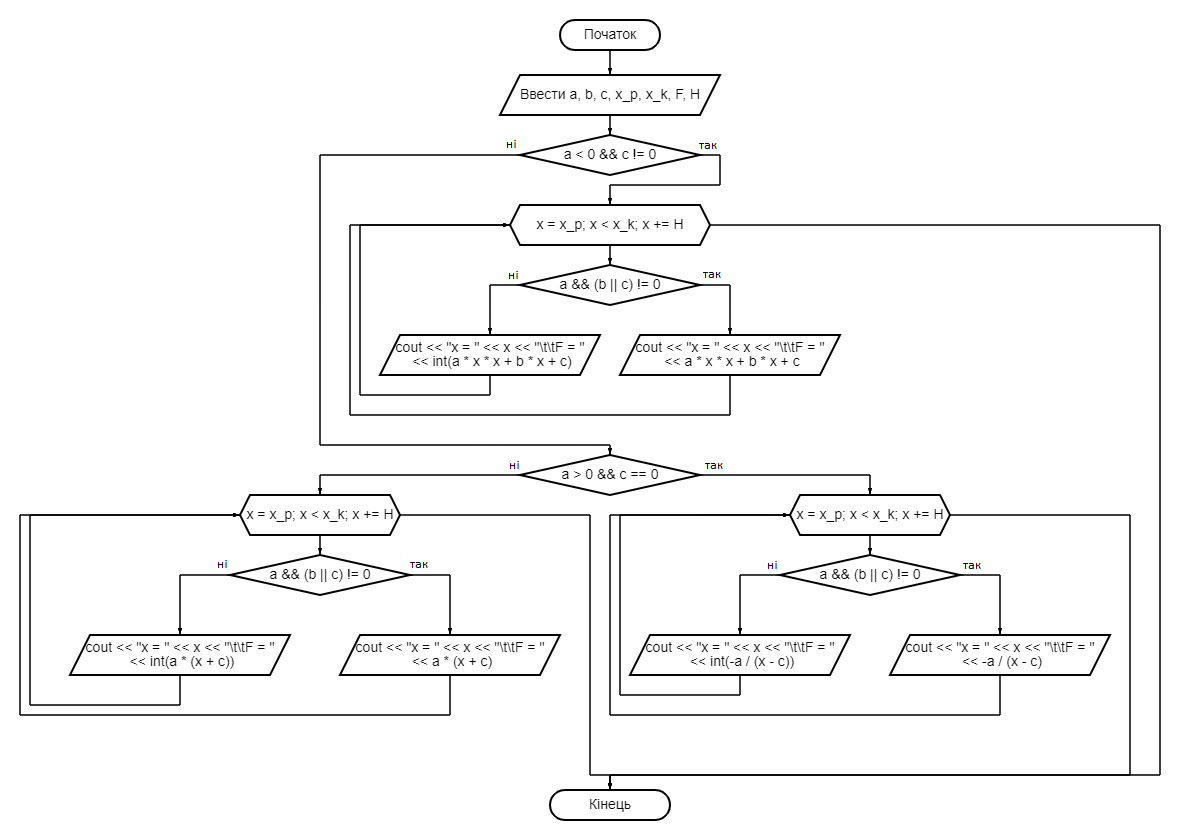 Початок
Ввести a, b, c, x_p, x_k, F, H
ні
так
a < 0 && c != 0
x = x_p; x < x_k; x += H
ні
так
a && (b || c) != 0
cout << "x = " << x << "\t\tF = "
<< int(a * x * x + b * x + c)
cout << "x = " << x << "\t\tF = "
<< a * x * x + b * x + c
ні
так
a > 0 && c == 0
x = x_p; x < x_k; x += H
x = x_p; x < x_k; x += H
ні
так
a && (b || c) != 0
ні
так
a && (b || c) != 0
cout << "x = " << x << "\t\tF = "
<< int(a * (x + c))
cout << "x = " << x << "\t\tF = "
<< a * (x + c)
cout << "x = " << x << "\t\tF = "
<< int(-a / (x - c))
cout << "x = " << x << "\t\tF = "
<< -a / (x - c)
Кінець